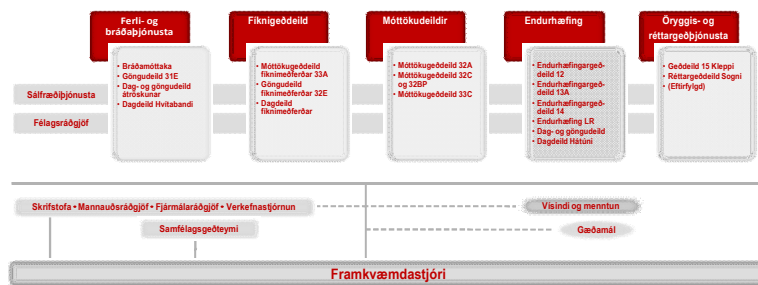 Ferli- og
bráðaþjónusta
Fíknigeðdeild
Móttökudeildir
Endurhæfing
Öryggis- og
réttargeðþjónusta
• Bráðamóttaka
• Göngudeild 31E
• Dag- og göngudeild
átröskunar
• Dagdeild Hvítabandi
• Móttökugeðdeild
fíknimeðferðar 33A
• Göngudeild
fíknimeðferðar 32E
• Dagdeild
fíknimeðferðar
• Móttökugeðdeild 32A
• Móttökugeðdeild 32C
og 32BP
• Móttökugeðdeild 33C
• Endurhæfingargeð-
deild 12
• Endurhæfingargeð-
deild 13A
• Endurhæfingargeð-
deild 14
• Endurhæfing LR
• Dag- og göngudeild
• Dagdeild Hátúni
• Geðdeild 15 Kleppi
• Réttargeðdeild Sogni
• (Eftirfylgd)
Sálfræðiþjónusta
Félagsráðgjöf
Skrifstofa • Mannauðsráðgjöf • Fjármálaráðgjöf • Verkefnastjórnun
Vísindi og menntun
Samfélagsgeðteymi
Gæðamál
Framkvæmdastjóri